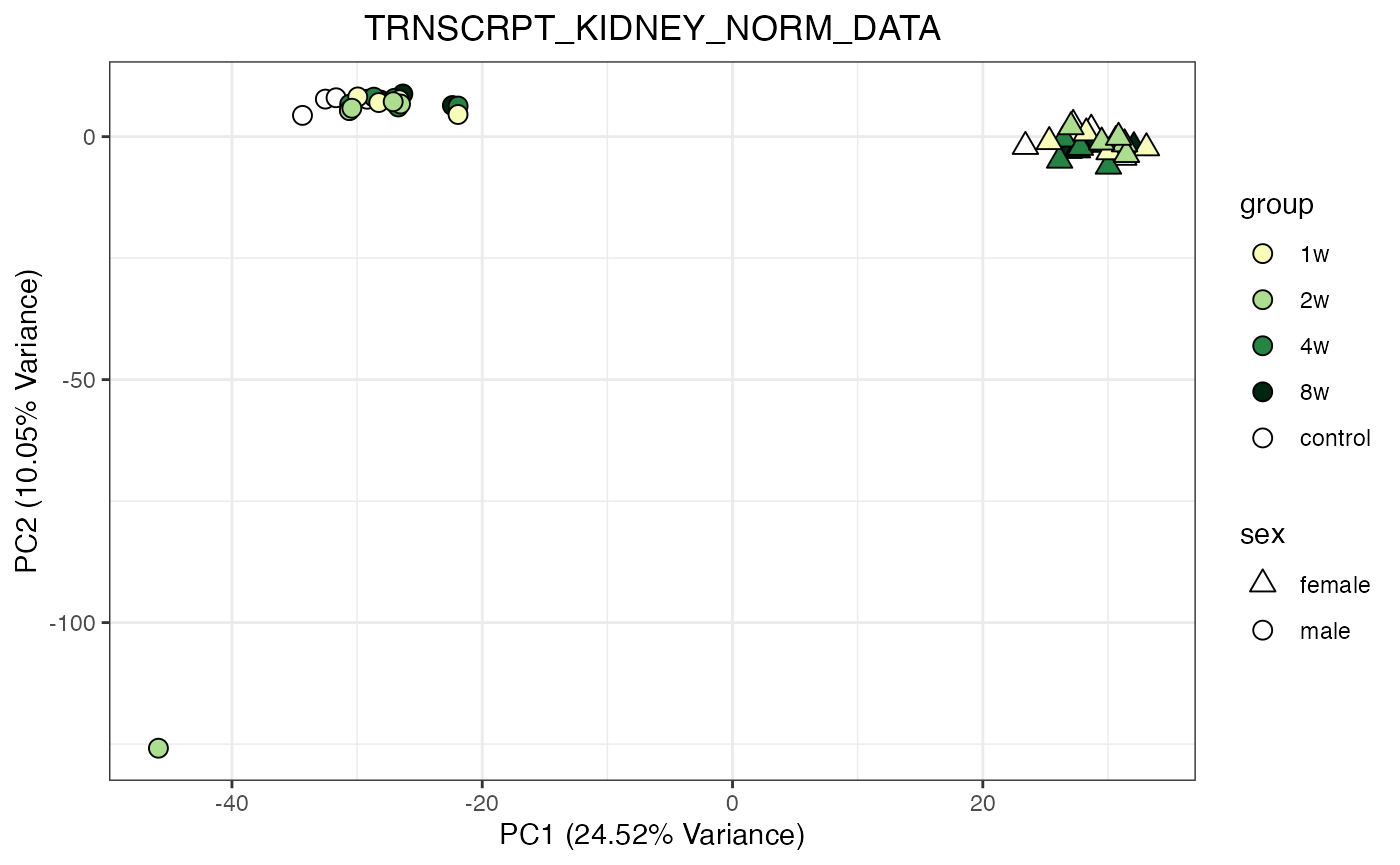 TRNSCRPT_KIDNEY_NORM_DATA
PC2 (10.05% Variance)
0
-50
-100
-40
-20
0
20
PC1 (24.52% Variance)
group
1w
2w
4w
8w
control
sex
female
male